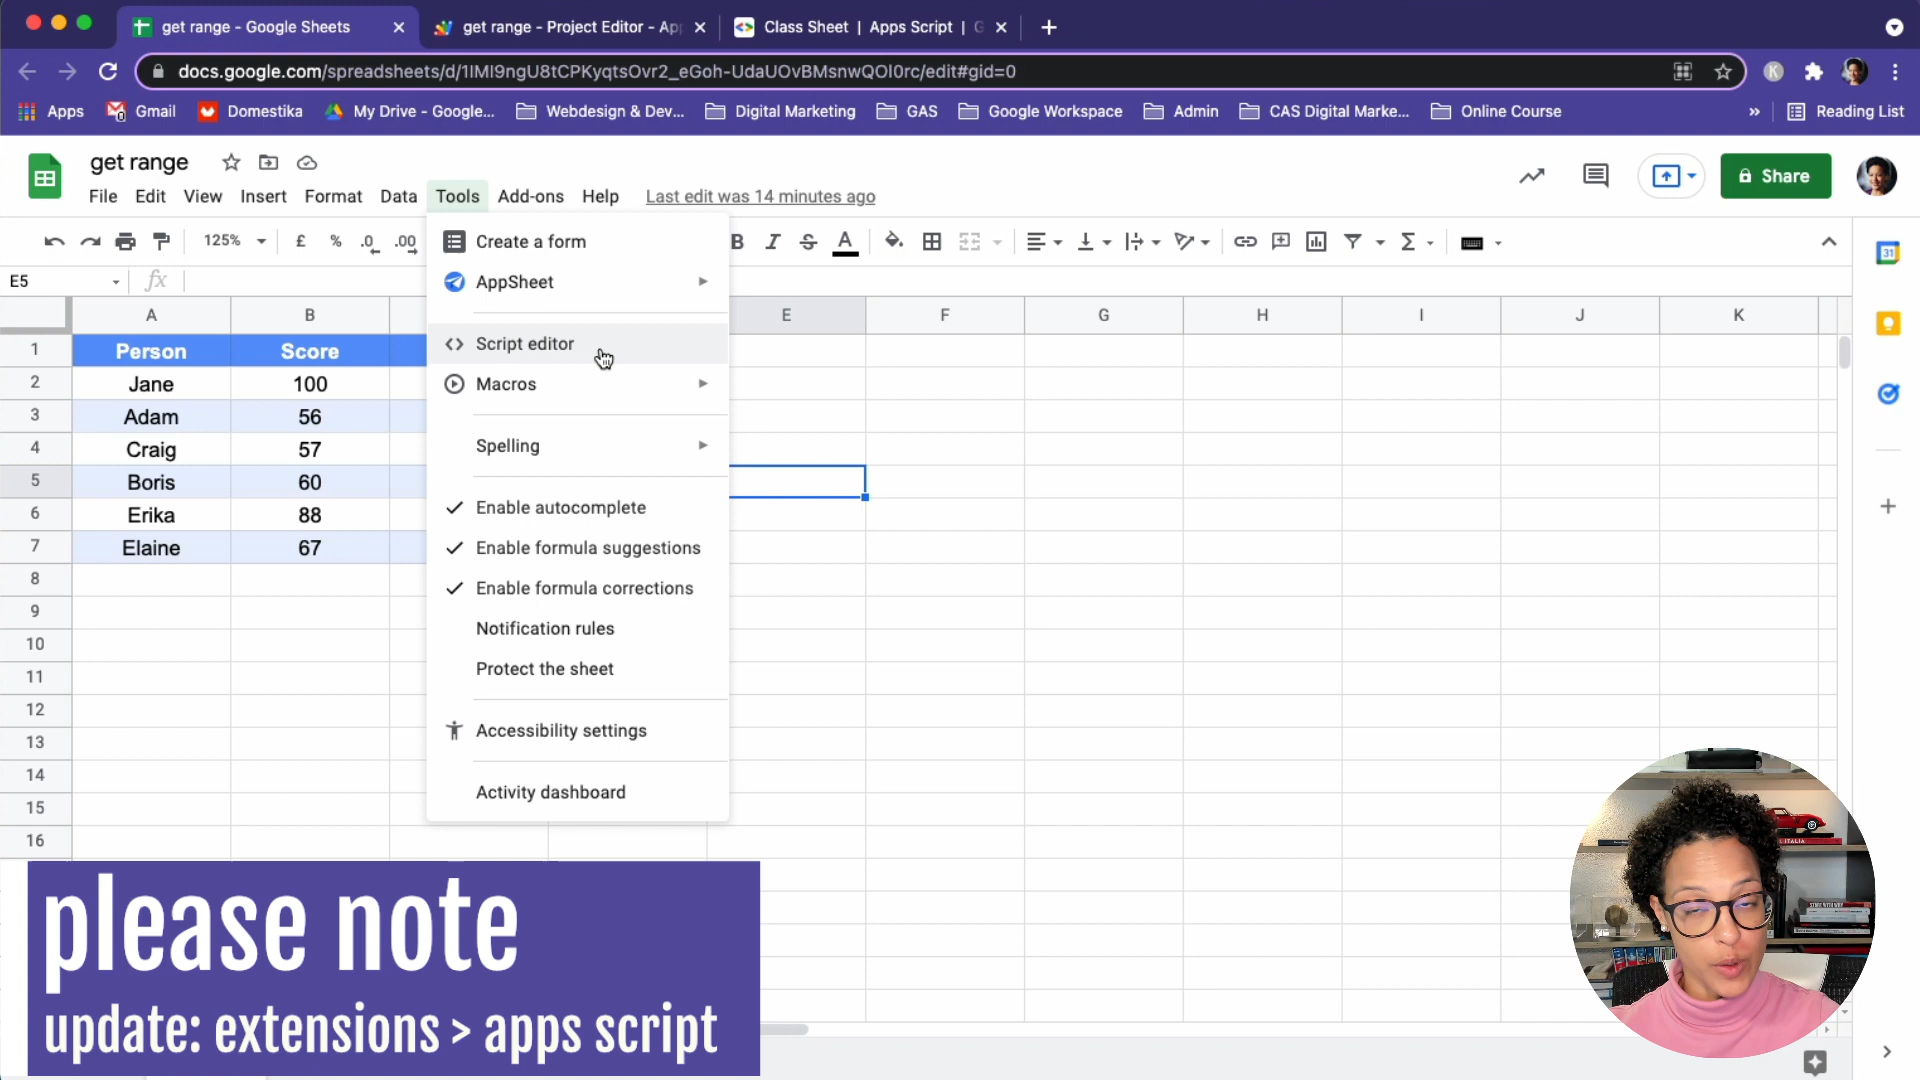 get range - Google Sheets
get range - Project Editor - Ap
Class Sheet | Apps Script | G
docs.google.com/spreadsheets/d/1IMI9ngU8tCPKyqtsOvr2_eGoh-UdaUOvBMsnwQOl0rc/edit#gid=0
K
Apps
Gmail
Domestika
My Drive - Google...
Webdesign & Dev...
Digital Marketing
GAS
Google Workspace
Admin
CAS Digital Marke...
Online Course
Reading List
get range
File Edit View Insert Format Data Tools Add-ons Help Last edit was 14 minutes ago
Share
125% £ % .0 .00
B I S A
31
E5
fx
A B E F G H I J K
1 Person Score
2 Jane 100
3 Adam 56
4 Craig 57
5 Boris 60
6 Erika 88
7 Elaine 67
8
9
10
11
12
13
14
15
16
Create a form
AppSheet
Script editor
Macros
Spelling
Enable autocomplete
Enable formula suggestions
Enable formula corrections
Notification rules
Protect the sheet
Accessibility settings
Activity dashboard
please note
update: extensions > apps script
START WITH WHY